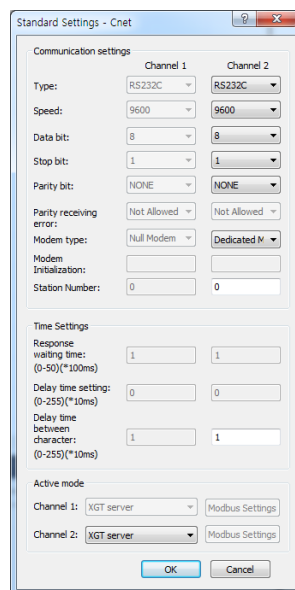 Standard Settings - Cnet
Communication settings
Channel 1 Channel 2
Type: RS232C RS232C
Speed: 9600 9600
Data bit: 8 8
Stop bit: 1 1
Parity bit: NONE NONE
Parity receiving
error: Not Allowed Not Allowed
Modem type: Null Modem Dedicated M
Modem
Initialization:
Station Number: 0 0
Time Settings
Response
waiting time: 1 1
(0-50)(*100ms)
Delay time setting: 0 0
(0-255)(*10ms)
Delay time
between
character: 1 1
(0-255)(*10ms)
Active mode
Channel 1: XGT server Modbus Settings
Channel 2: XGT server Modbus Settings
OK Cancel